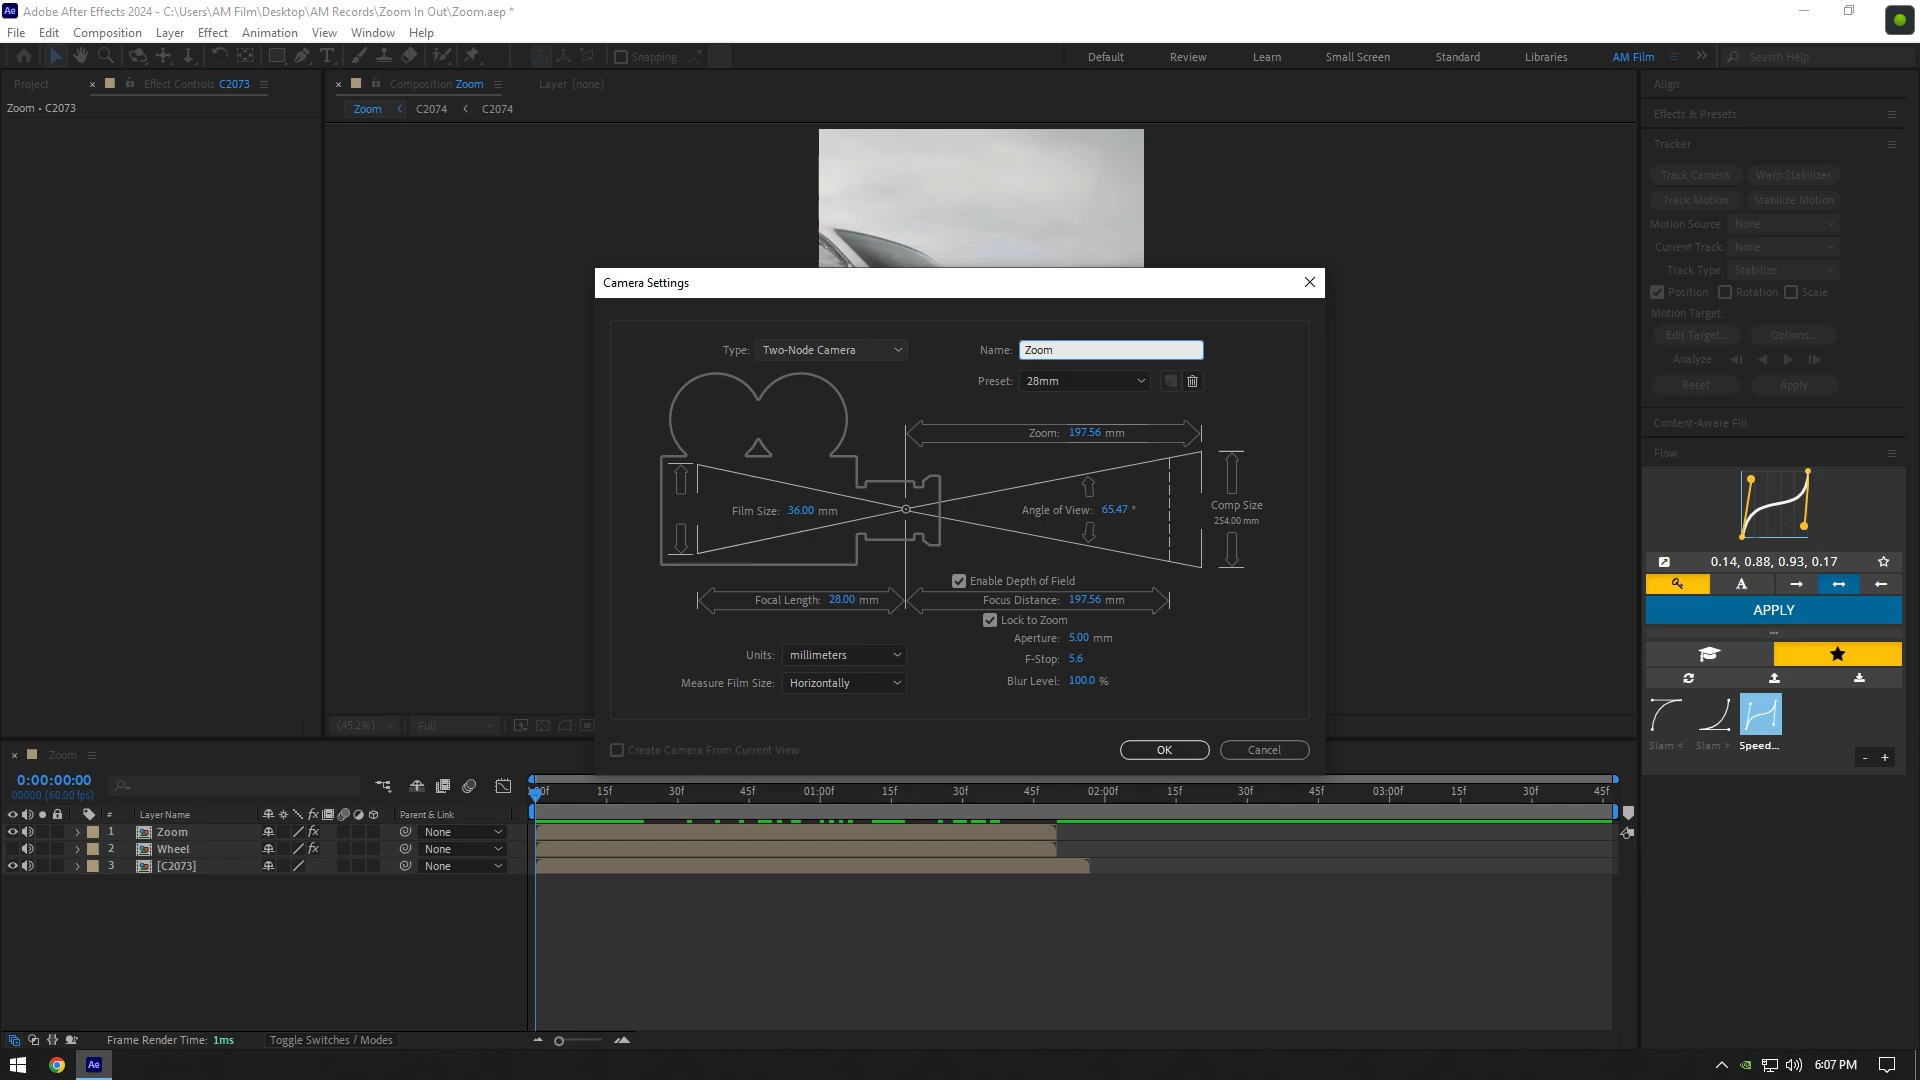 Ae Adobe After Effects 2024 - C:\Users\AM Film\Desktop\AM Records\Zoom In Out\Zoom.aep *
File Edit Composition Layer Effect Animation View Window Help
Snapping
Default Review Learn Small Screen Standard Libraries AM Film Search Help
Project Effect Controls C2073
Composition Zoom Layer (none)
Zoom • C2073
Zoom C2074 C2074
Align
Effects & Presets
Tracker
Track Camera Warp Stabilizer
Track Motion Stabilize Motion
Motion Source: None
Current Track: None
Track Type: Stabilize
Position Rotation Scale
Motion Target:
Edit Target... Options...
Analyze:
Reset Apply
Content-Aware Fill
Flow
0.14, 0.88, 0.93, 0.17
A
APPLY
Slam < Slam > Speed...
- +
Camera Settings
Type: Two-Node Camera Name: Zoom
Preset: 28mm
Zoom: 197.56 mm
Film Size: 36.00 mm
Angle of View: 65.47 °
Comp Size
254.00 mm
Enable Depth of Field
Focal Length: 28.00 mm
Focus Distance: 197.56 mm
Lock to Zoom
Aperture: 5.00 mm
Units: millimeters
F-Stop: 5.6
Measure Film Size: Horizontally
Blur Level: 100.0 %
Create Camera From Current View
OK Cancel
(45.2%) Full
Zoom
0:00:00:00
00000 (60.00 fps)
:00f 15f 30f 45f 01:00f 15f 30f 45f 02:00f 15f 30f 45f 03:00f 15f 30f 45f
# Layer Name fx Parent & Link
1 Zoom fx None
2 Wheel fx None
3 [C2073] None
Frame Render Time: 1ms Toggle Switches / Modes
Ae
6:07 PM